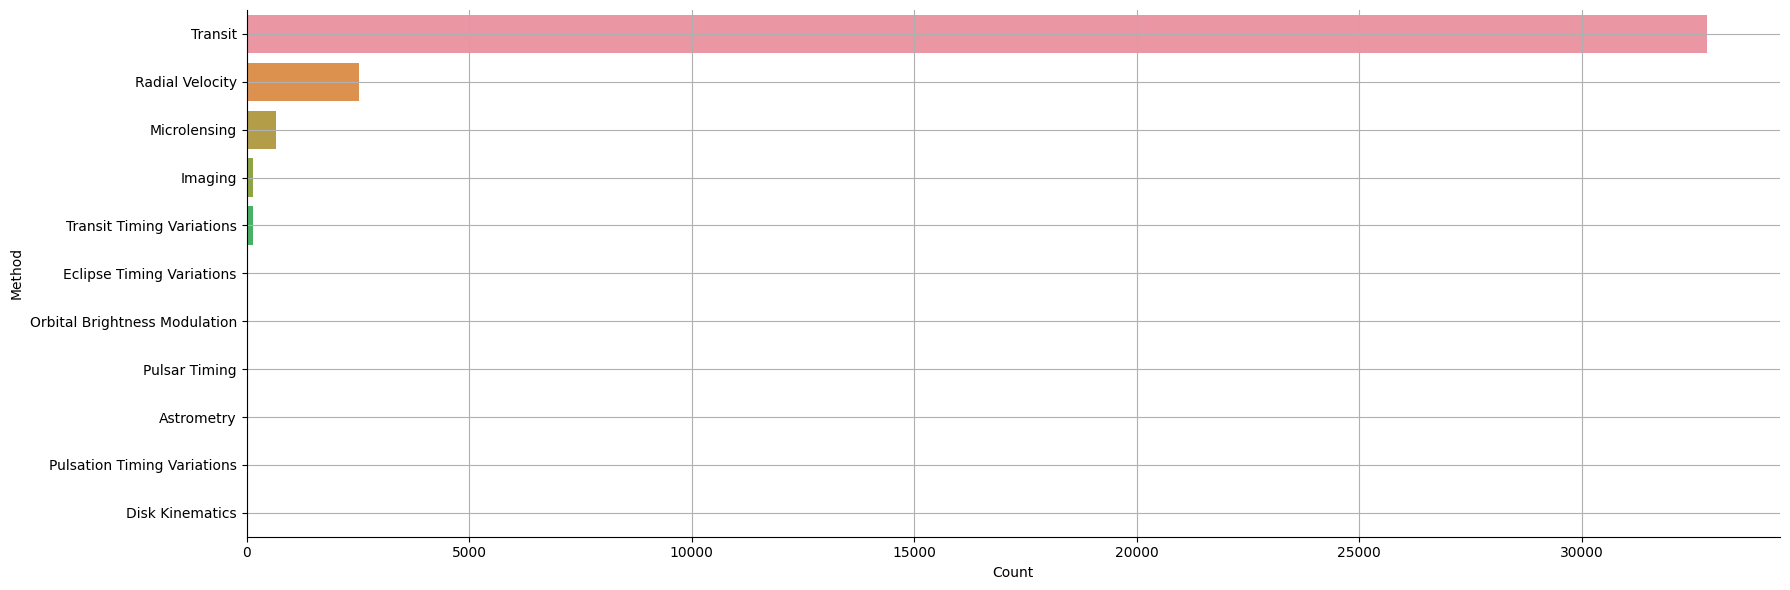 Transit
Radial Velocity
Microlensing
Imaging
Transit Timing Variations
Eclipse Timing Variations
Orbital Brightness Modulation
Pulsar Timing
Astrometry
Pulsation Timing Variations
Disk Kinematics
Method
0 5000 10000 15000 20000 25000 30000
Count